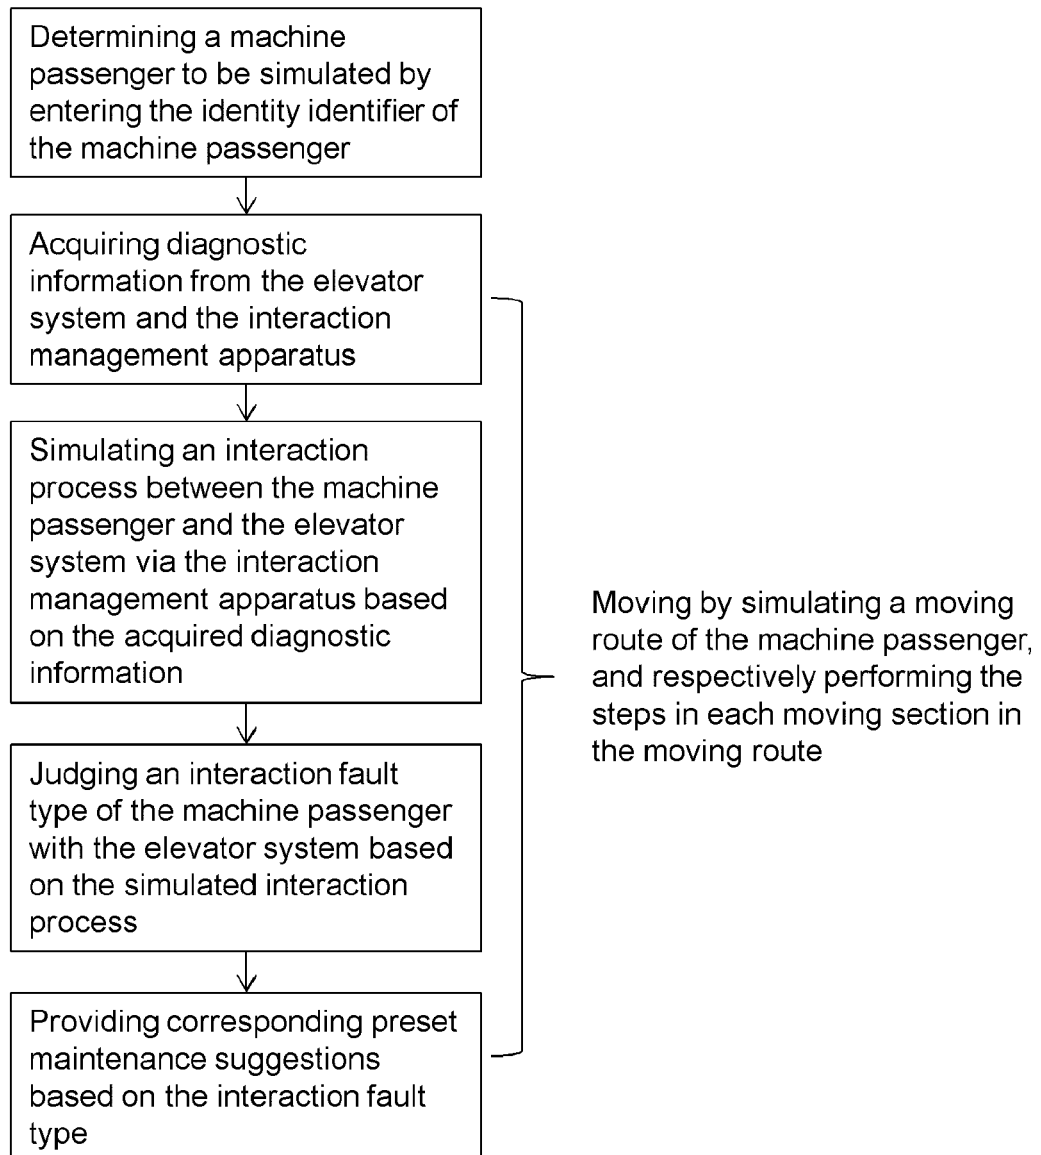 Determining a machine
passenger to be simulated by
entering the identity identifier of
the machine passenger
Acquiring diagnostic
information from the elevator
system and the interaction
management apparatus
Simulating an interaction
process between the machine
passenger and the elevator
system via the interaction
management apparatus based
on the acquired diagnostic
information
Judging an interaction fault
type of the machine passenger
with the elevator system based
on the simulated interaction
process
Providing corresponding preset
maintenance suggestions
based on the interaction fault
type
Moving by simulating a moving
route of the machine passenger,
and respectively performing the
steps in each moving section in
the moving route